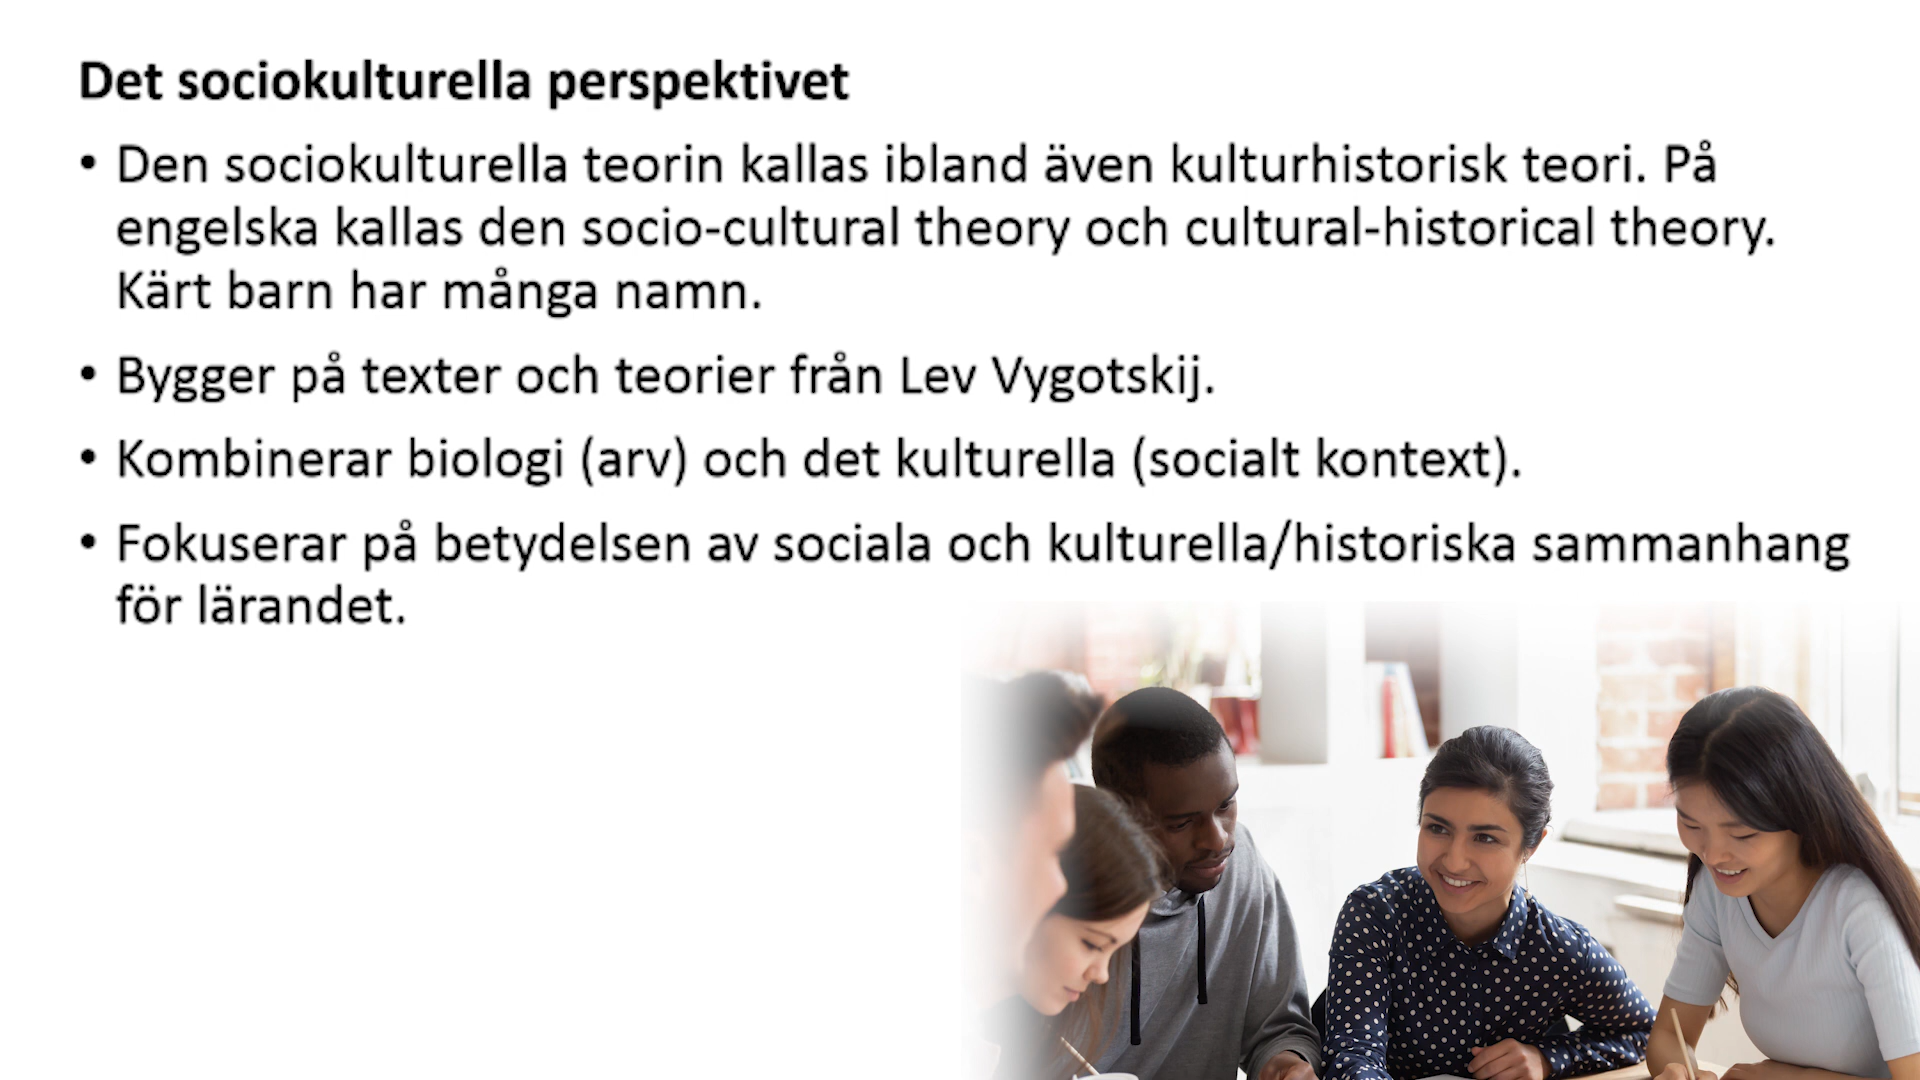 Det sociokulturella perspektivet
• Den sociokulturella teorin kallas ibland även kulturhistorisk teori. På
engelska kallas den socio-cultural theory och cultural-historical theory.
Kärt barn har många namn.
• Bygger på texter och teorier från Lev Vygotskij.
• Kombinerar biologi (arv) och det kulturella (socialt kontext).
• Fokuserar på betydelsen av sociala och kulturella/historiska sammanhang
för lärandet.